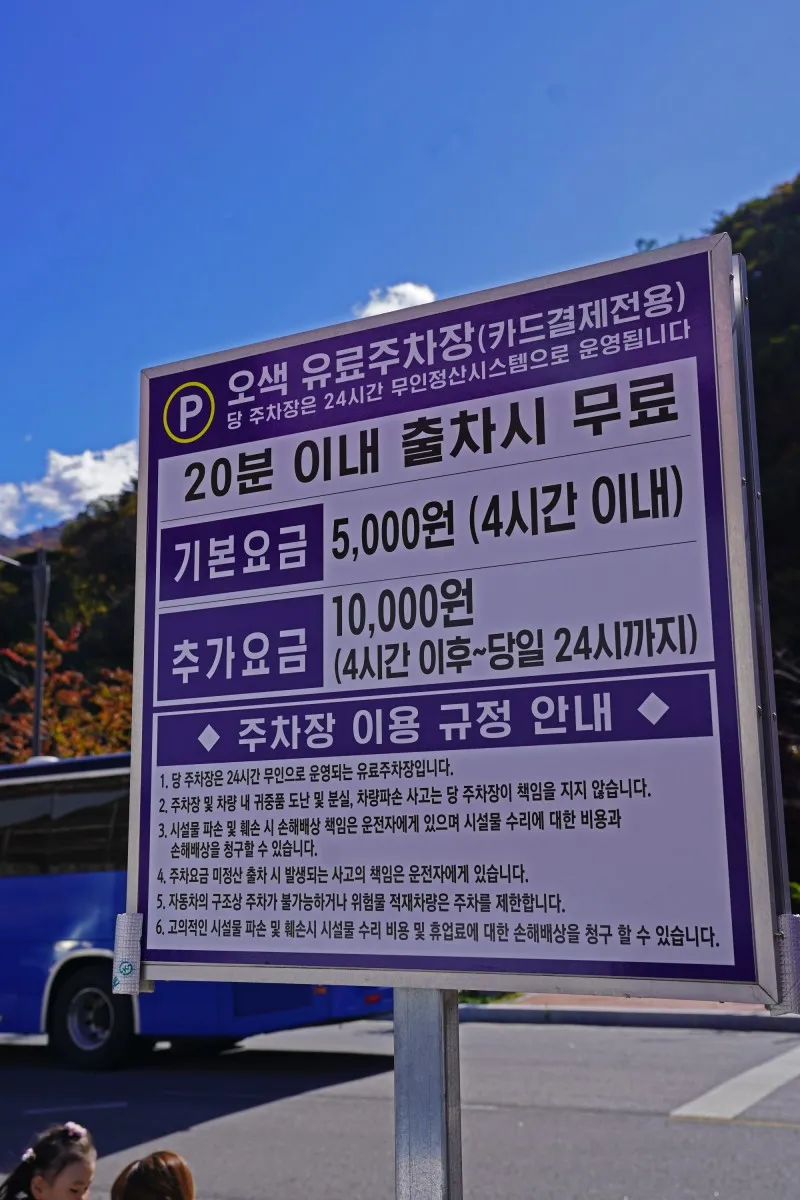 P 오색 유료주차장(카드결제전용)
당 주차장은 24시간 무인정산시스템으로 운영됩니다
20분 이내 출차시 무료
기본요금 5,000원 (4시간 이내)
추가요금 10,000원
(4시간 이후~당일 24시까지)
◆ 주차장 이용 규정 안내 ◆
1. 당 주차장은 24시간 무인으로 운영되는 유료주차장입니다.
2. 주차장 및 차량 내 귀중품 도난 및 분실, 차량파손 사고는 당 주차장이 책임을 지지 않습니다.
3. 시설물 파손 및 훼손 시 손해배상 책임은 운전자에게 있으며 시설물 수리에 대한 비용과
손해배상을 청구할 수 있습니다.
4. 주차요금 미정산 출차 시 발생되는 사고의 책임은 운전자에게 있습니다.
5. 자동차의 구조상 주차가 불가능하거나 위험물 적재차량은 주차를 제한합니다.
6. 고의적인 시설물 파손 및 훼손시 시설물 수리 비용 및 휴업료에 대한 손해배상을 청구 할 수 있습니다.